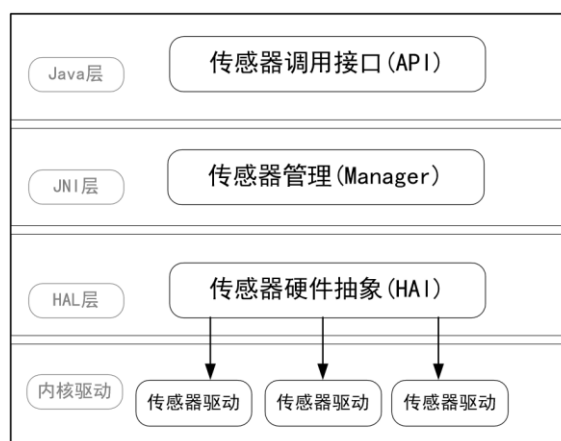 Java层
传感器调用接口(API)
JNI层
传感器管理(Manager)
HAL层
传感器硬件抽象(HAI)
内核驱动
传感器驱动
传感器驱动
传感器驱动